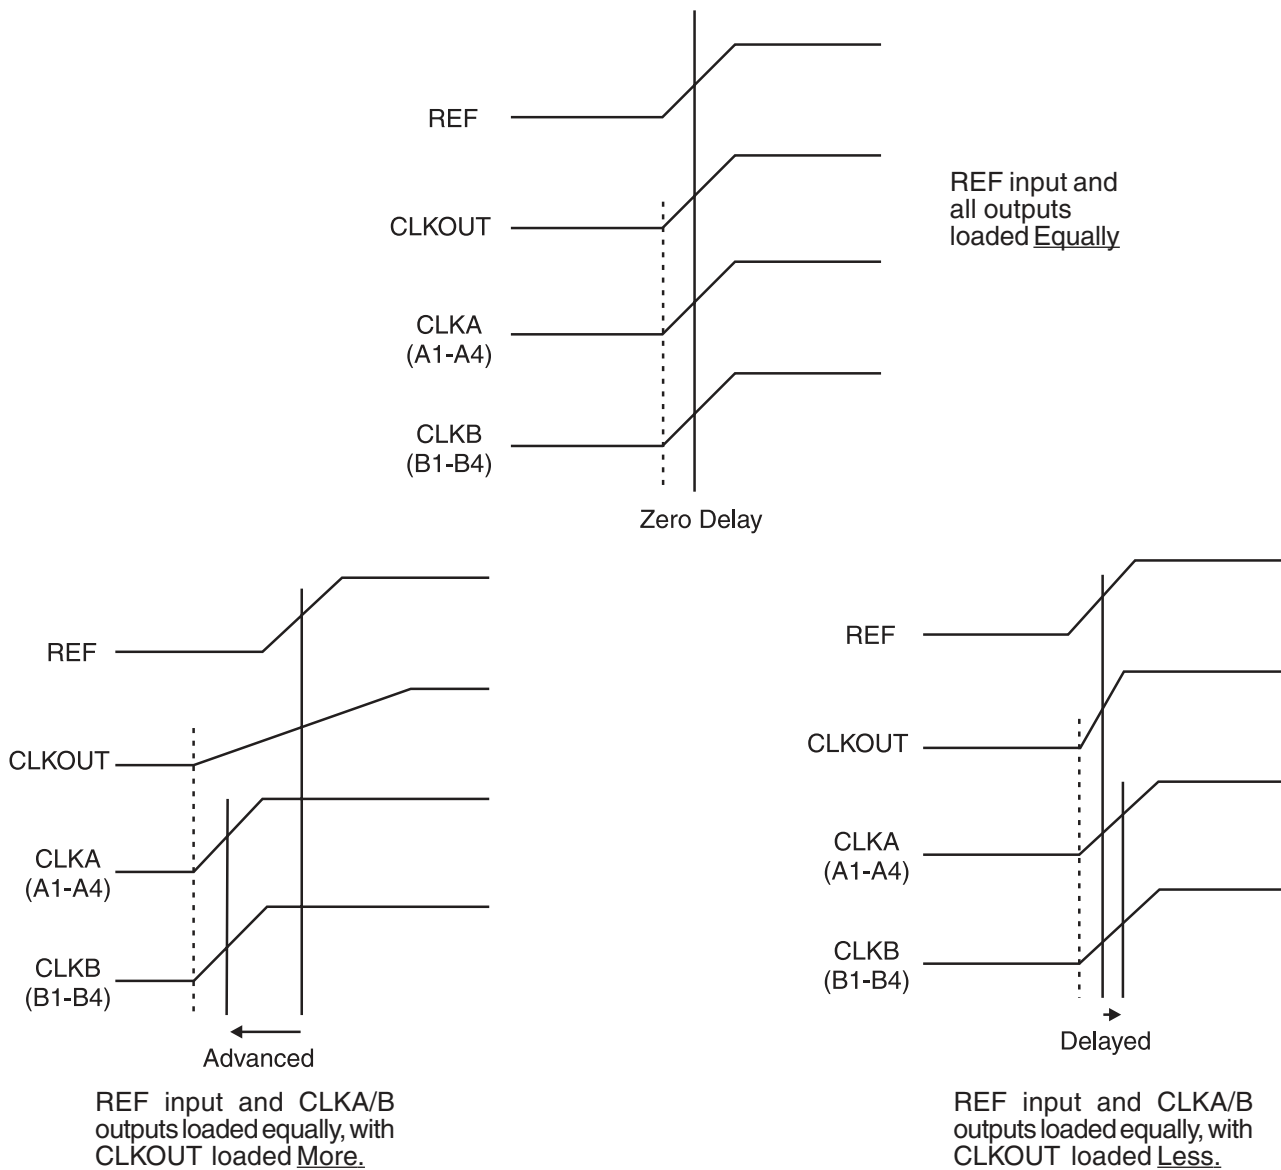 REF
CLKOUT
CLKA
(A1-A4)
CLKB
(B1-B4)
Zero Delay
REF input and
all outputs
loaded Equally
REF
CLKOUT
CLKA
(A1-A4)
CLKB
(B1-B4)
Advanced
REF input and CLKA/B
outputs loaded equally, with
CLKOUT loaded More.
REF
CLKOUT
CLKA
(A1-A4)
CLKB
(B1-B4)
Delayed
REF input and CLKA/B
outputs loaded equally, with
CLKOUT loaded Less.